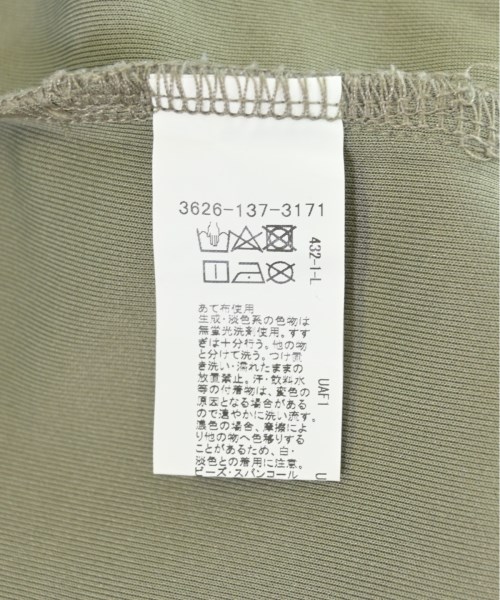 3626-137-3171
432-1-L
あて布使用
生成・淡色系の色物は
無蛍光洗剤使用。すす
ぎは十分行う。他の物
と分けて洗う。つけ置
き洗い・濡れたままの
放置禁止。汗・飲料水
等の付着物は、変色の
原因となる場合がある
ので速やかに洗い流す。
濃色の場合、摩擦によ
り他の物へ色移りする
ことがあるため、白・
淡色との着用に注意。
ビーズ・スパンコール
UAF1